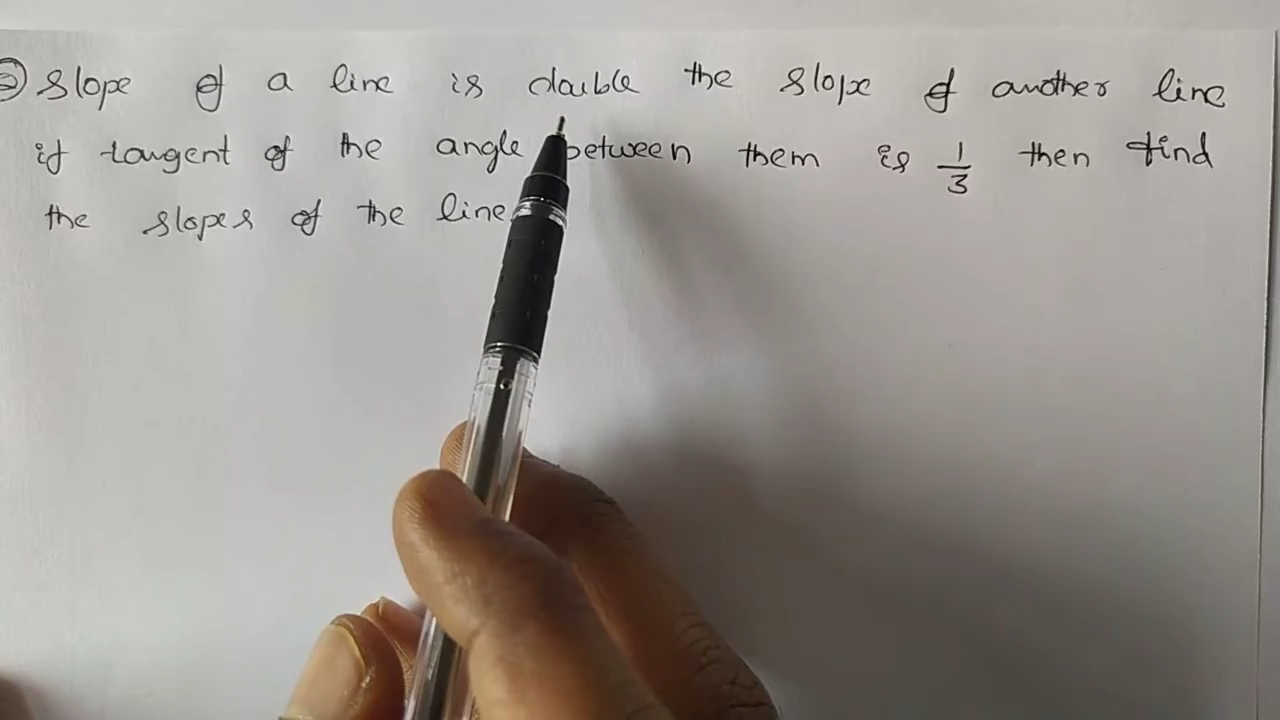 ② Slope of a line is double the slope of another line
if tangent of the angle between them is 1/3 then find
the slopes of the line